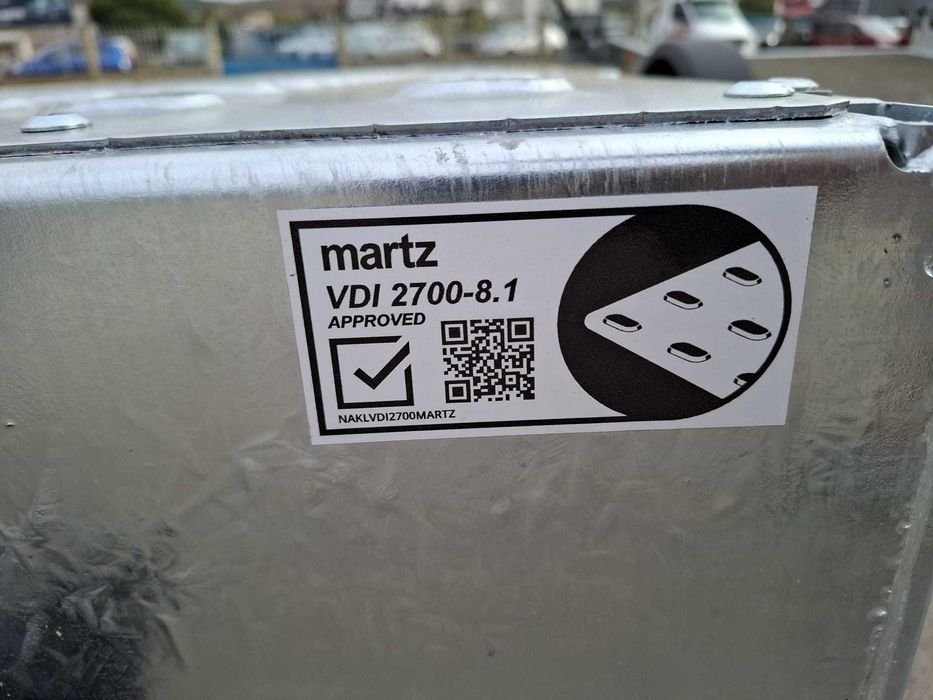 martz
VDI 2700-8.1
APPROVED
NAKLVDI2700MARTZ